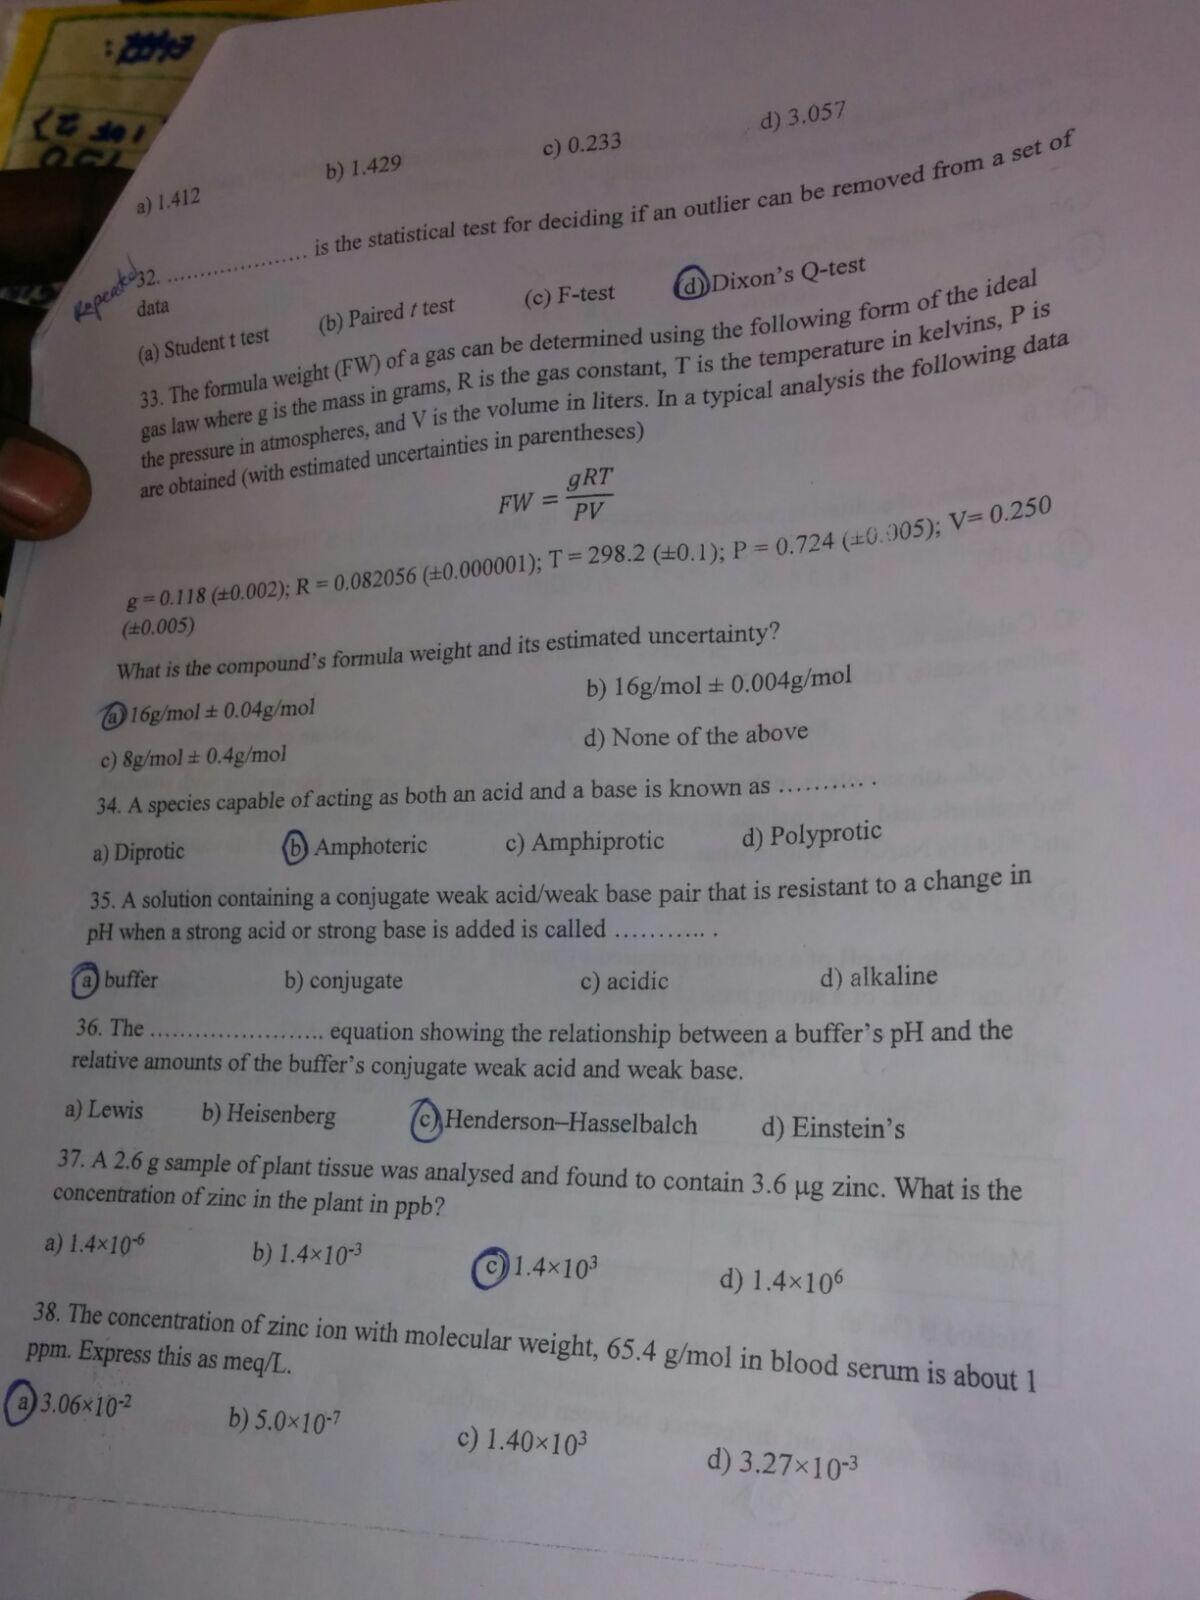 a) 1.412 b) 1.429 c) 0.233 d) 3.057
Repeated
32. ........................ is the statistical test for deciding if an outlier can be removed from a set of
data
(a) Student t test (b) Paired t test (c) F-test (d) Dixon's Q-test
33. The formula weight (FW) of a gas can be determined using the following form of the ideal
gas law where g is the mass in grams, R is the gas constant, T is the temperature in kelvins, P is
the pressure in atmospheres, and V is the volume in liters. In a typical analysis the following data
are obtained (with estimated uncertainties in parentheses)
FW = gRT / PV
g = 0.118 (±0.002); R = 0.082056 (±0.000001); T = 298.2 (±0.1); P = 0.724 (±0.005); V= 0.250
(±0.005)
What is the compound's formula weight and its estimated uncertainty?
a) 16g/mol ± 0.04g/mol b) 16g/mol ± 0.004g/mol
c) 8g/mol ± 0.4g/mol d) None of the above
34. A species capable of acting as both an acid and a base is known as .......... .
a) Diprotic b) Amphoteric c) Amphiprotic d) Polyprotic
35. A solution containing a conjugate weak acid/weak base pair that is resistant to a change in
pH when a strong acid or strong base is added is called ........... .
a) buffer b) conjugate c) acidic d) alkaline
36. The ........................ equation showing the relationship between a buffer's pH and the
relative amounts of the buffer's conjugate weak acid and weak base.
a) Lewis b) Heisenberg c) Henderson–Hasselbalch d) Einstein's
37. A 2.6 g sample of plant tissue was analysed and found to contain 3.6 µg zinc. What is the
concentration of zinc in the plant in ppb?
a) 1.4×10⁻⁶ b) 1.4×10⁻³ c) 1.4×10³ d) 1.4×10⁶
38. The concentration of zinc ion with molecular weight, 65.4 g/mol in blood serum is about 1
ppm. Express this as meq/L.
a) 3.06×10⁻² b) 5.0×10⁻⁷ c) 1.40×10³ d) 3.27×10⁻³